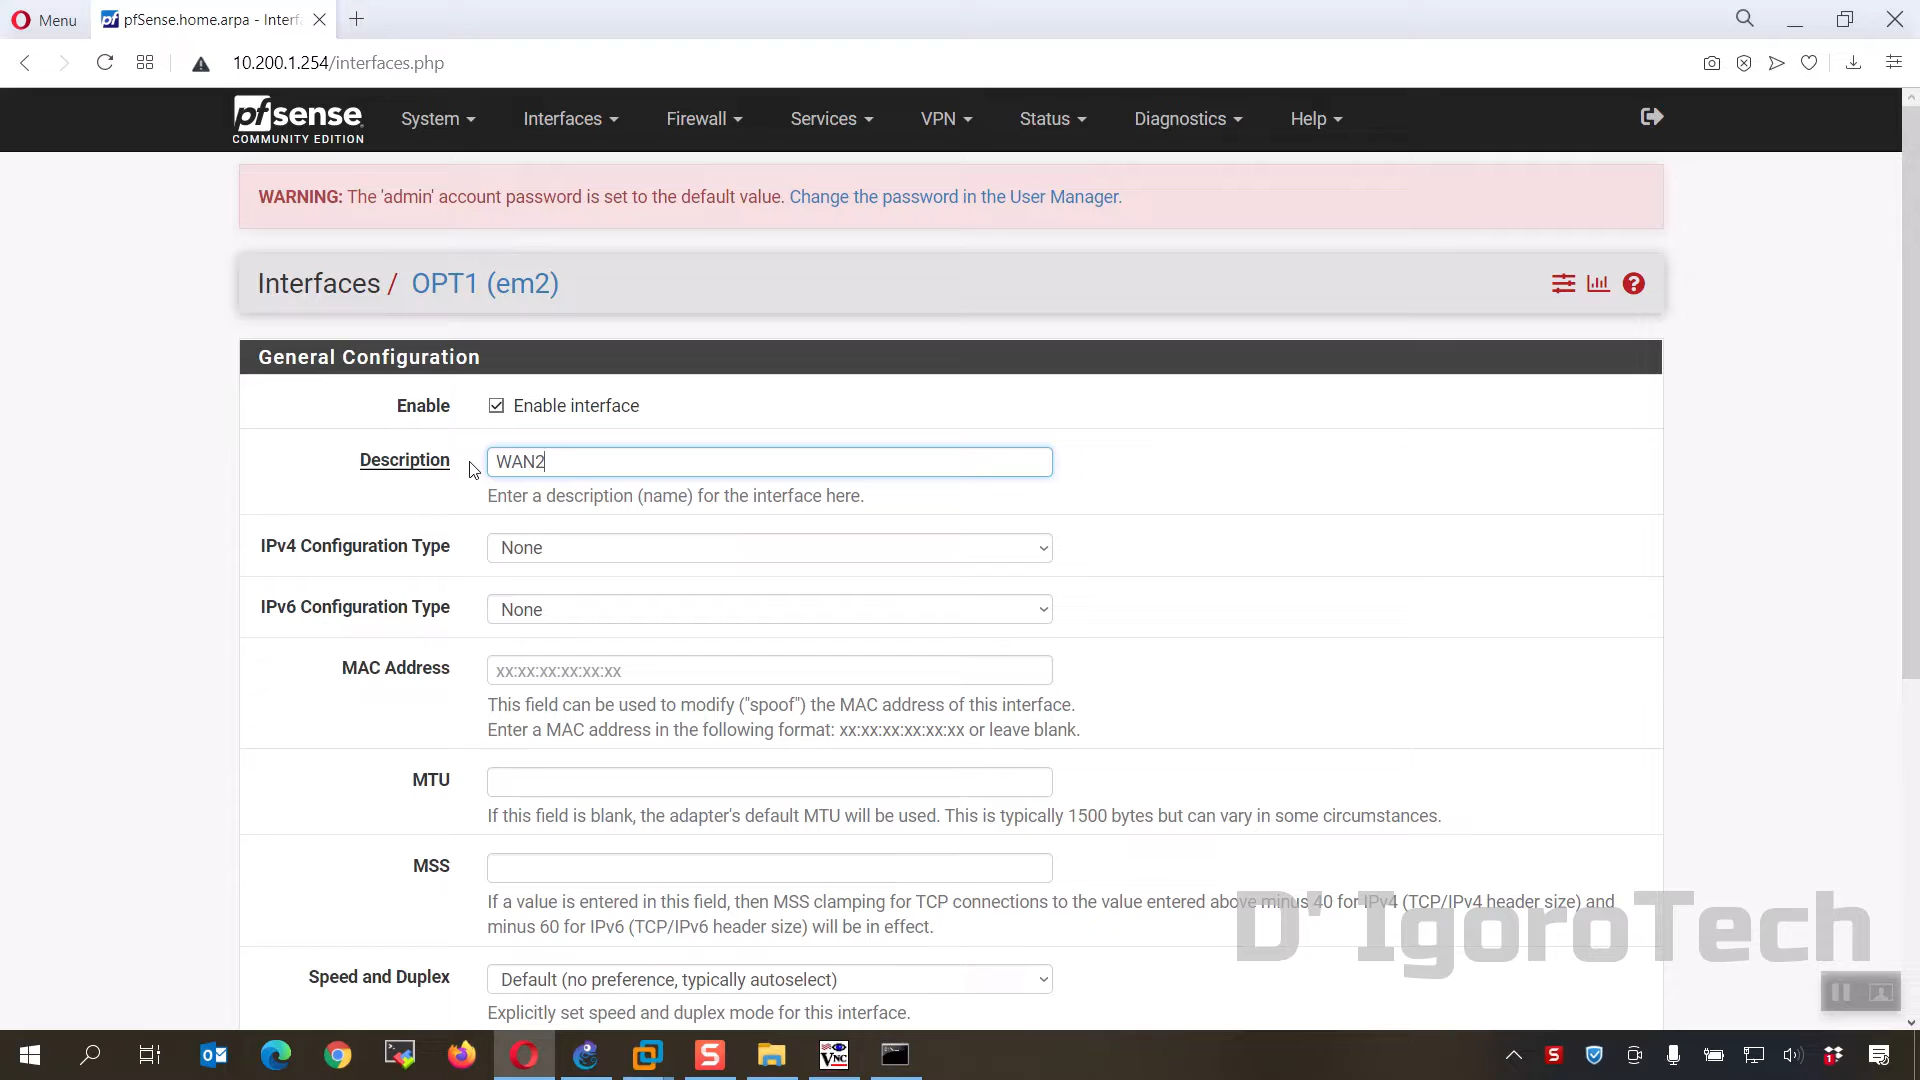 Menu
pfSense.home.arpa - Interf
10.200.1.254/interfaces.php
pfsense
COMMUNITY EDITION
System
Interfaces
Firewall
Services
VPN
Status
Diagnostics
Help
WARNING: The 'admin' account password is set to the default value. Change the password in the User Manager.
Interfaces / OPT1 (em2)
General Configuration
Enable
Enable interface
Description
WAN2
Enter a description (name) for the interface here.
IPv4 Configuration Type
None
IPv6 Configuration Type
None
MAC Address
xx:xx:xx:xx:xx:xx
This field can be used to modify ("spoof") the MAC address of this interface.
Enter a MAC address in the following format: xx:xx:xx:xx:xx:xx or leave blank.
MTU
If this field is blank, the adapter's default MTU will be used. This is typically 1500 bytes but can vary in some circumstances.
MSS
If a value is entered in this field, then MSS clamping for TCP connections to the value entered above minus 40 for IPv4 (TCP/IPv4 header size) and
minus 60 for IPv6 (TCP/IPv6 header size) will be in effect.
D' IgoroTech
Speed and Duplex
Default (no preference, typically autoselect)
Explicitly set speed and duplex mode for this interface.